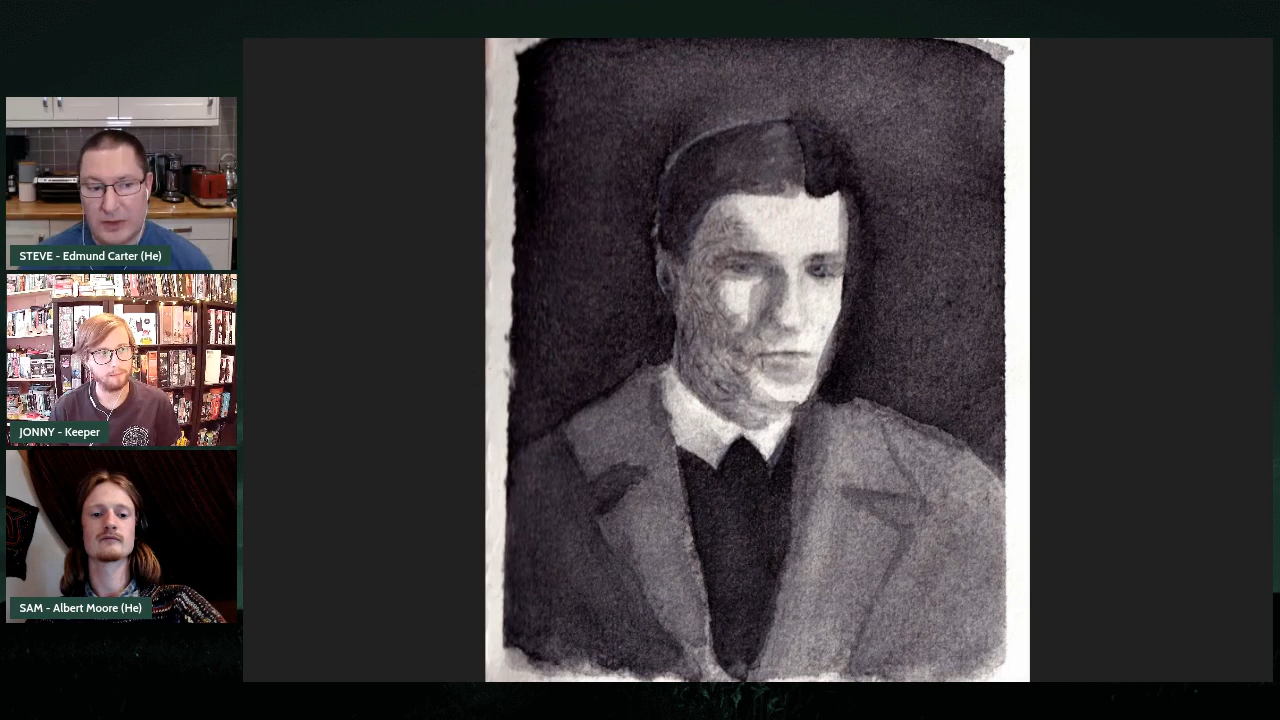 STEVE - Edmund Carter (He)
JONNY - Keeper
SAM - Albert Moore (He)